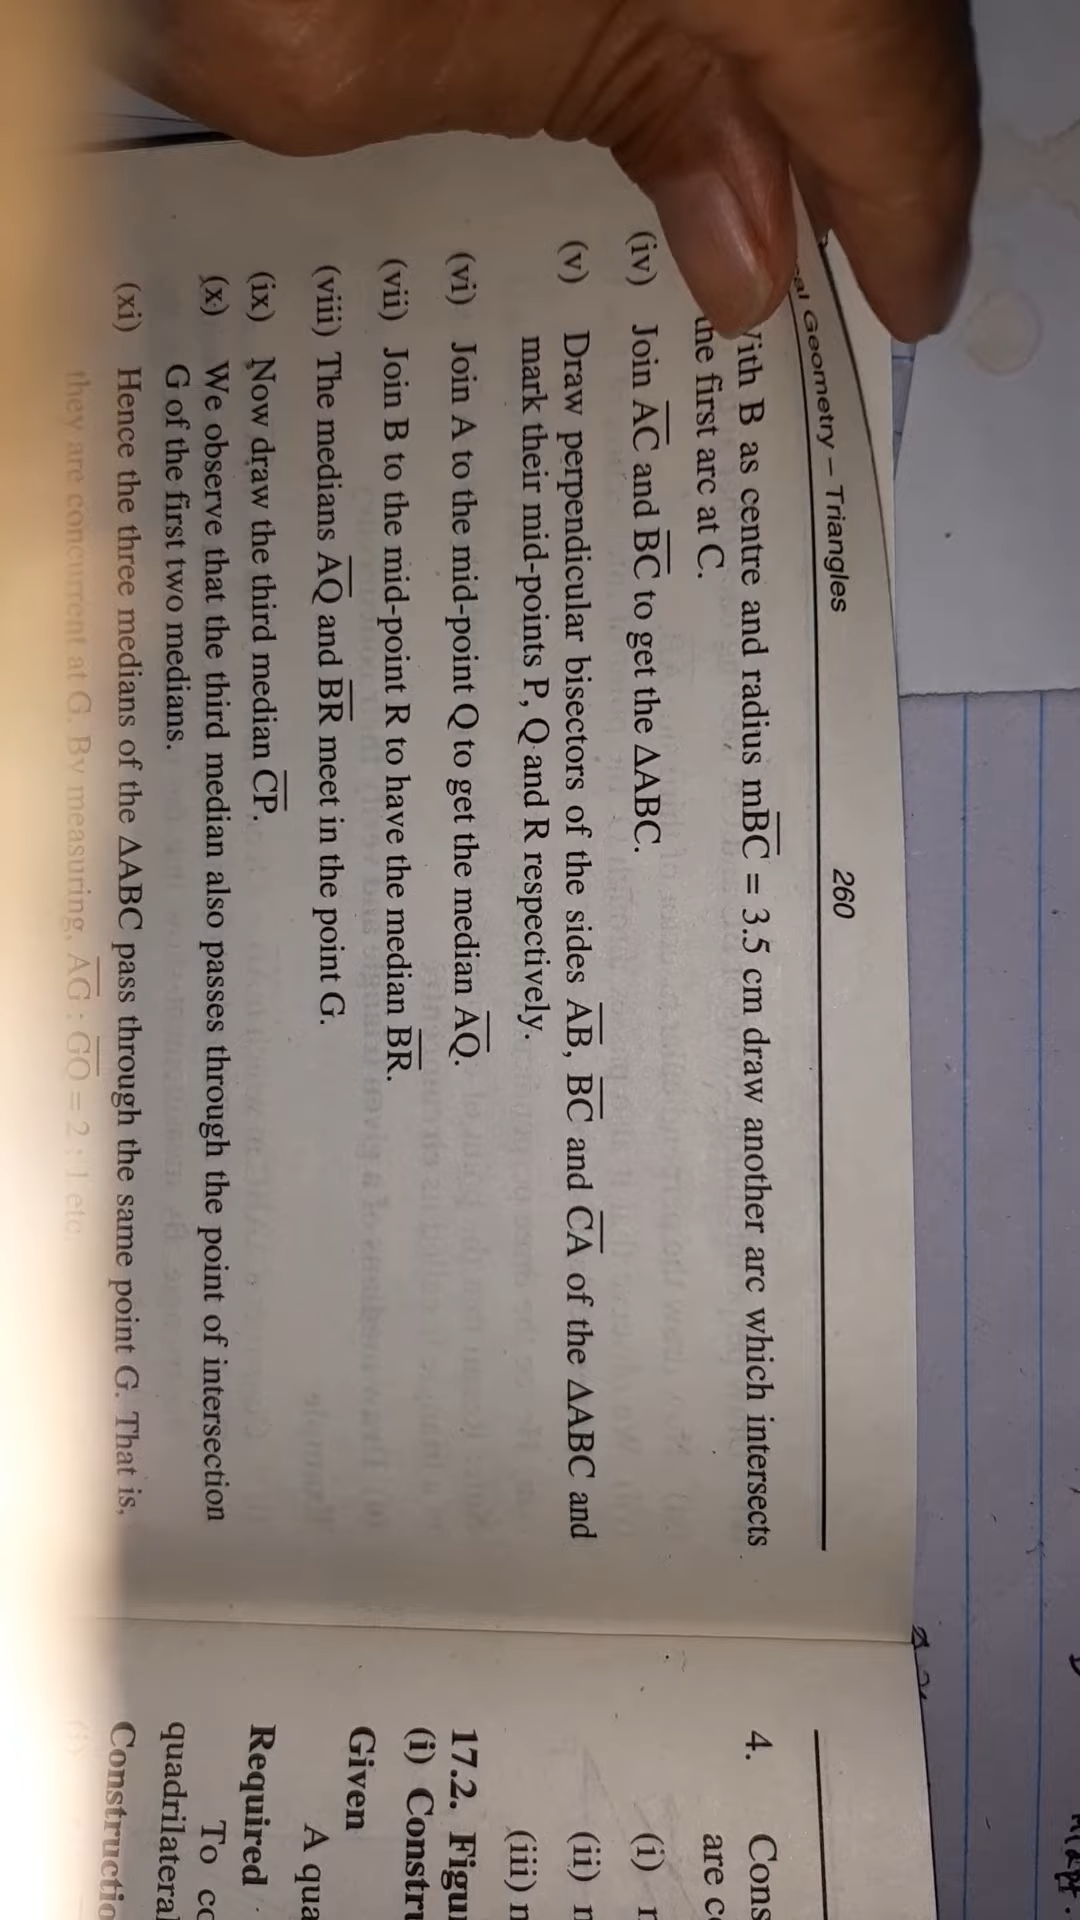 Geometry – Triangles
260
With B as centre and radius mBC = 3.5 cm draw another arc which intersects
the first arc at C.
(iv) Join AC and BC to get the ΔABC.
(v) Draw perpendicular bisectors of the sides AB, BC and CA of the ΔABC and
mark their mid-points P, Q and R respectively.
(vi) Join A to the mid-point Q to get the median AQ.
(vii) Join B to the mid-point R to have the median BR.
(viii) The medians AQ and BR meet in the point G.
(ix) Now draw the third median CP.
(x) We observe that the third median also passes through the point of intersection
G of the first two medians.
(xi) Hence the three medians of the ΔABC pass through the same point G. That is,
they are concurrent at G. By measuring, AG : GQ = 2 : 1 etc
4. Cons
are c
(i)
(ii)
(iii)
17.2. Figu
(i) Constru
Given
A qua
Required
To co
quadrilateral
Constructio
(i)